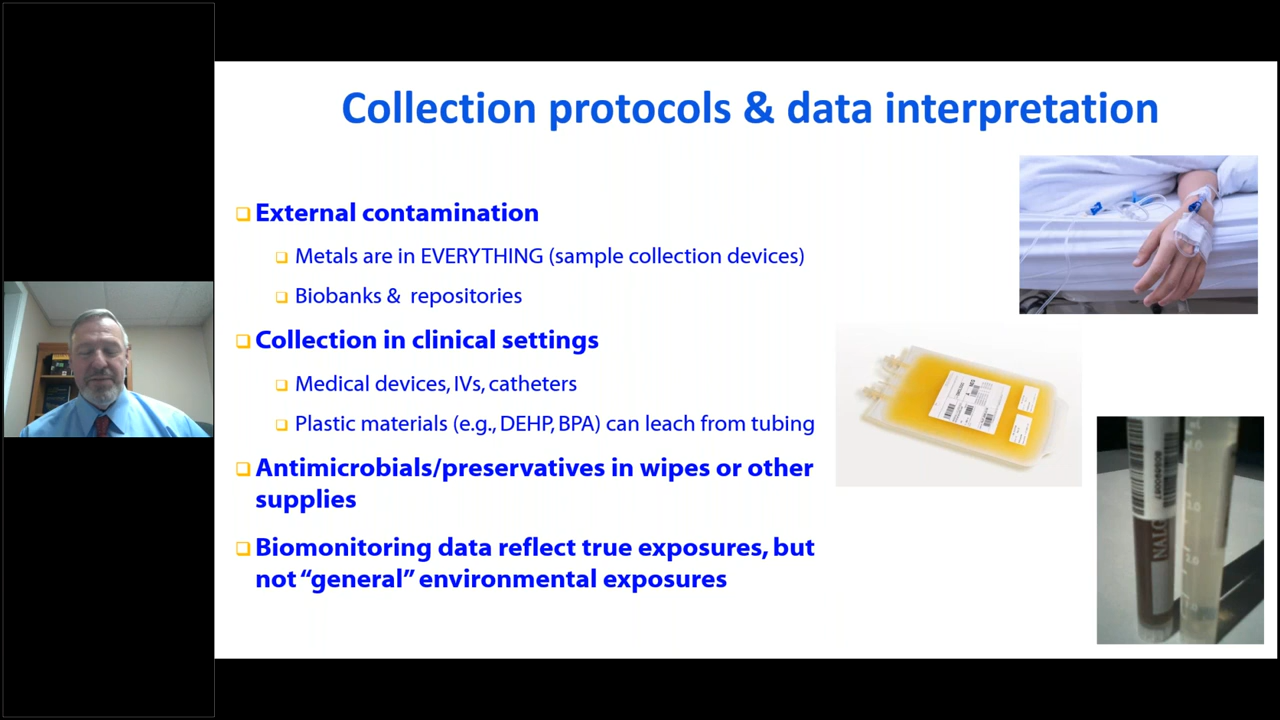 Collection protocols & data interpretation
External contamination
Metals are in EVERYTHING (sample collection devices)
Biobanks & repositories
Collection in clinical settings
Medical devices, IVs, catheters
Plastic materials (e.g., DEHP, BPA) can leach from tubing
Antimicrobials/preservatives in wipes or other
supplies
Biomonitoring data reflect true exposures, but
not “general” environmental exposures